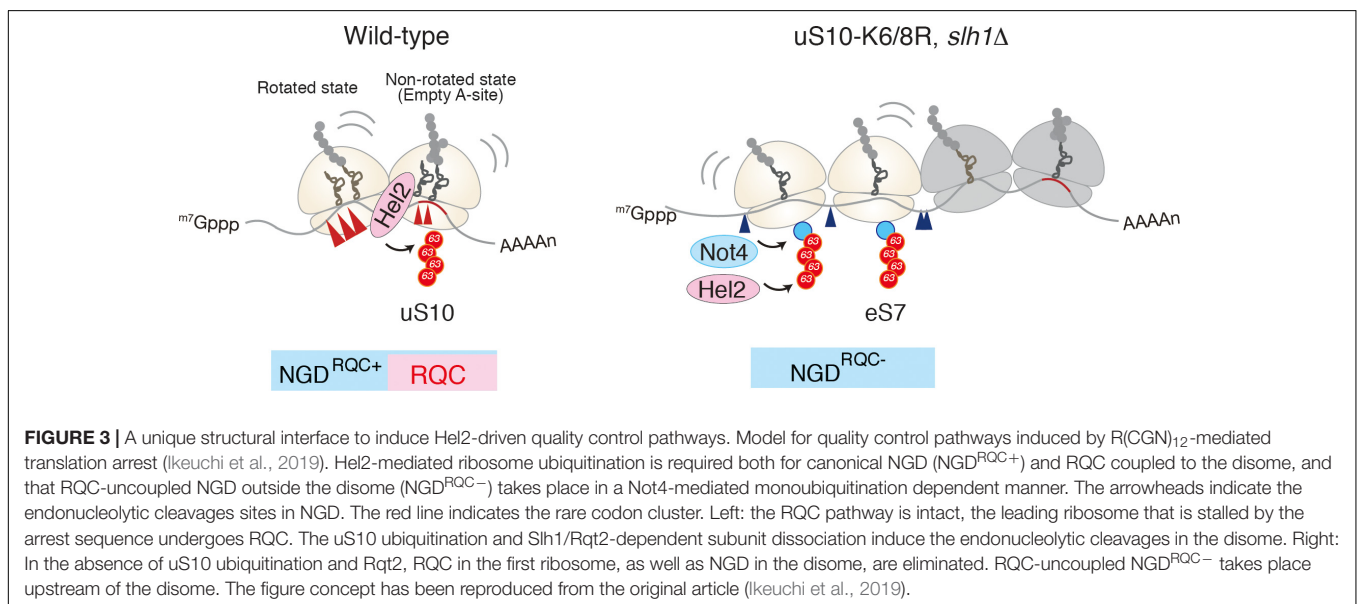 Wild-type
uS10-K6/8R, slh1Δ
Rotated state
Non-rotated state
(Empty A-site)
Hel2
m7Gppp
AAAAn
63
63
63
63
uS10
NGD RQC+
RQC
m7Gppp
AAAAn
Not4
Hel2
63
63
63
63
63
63
63
63
eS7
NGD RQC-
FIGURE 3 | A unique structural interface to induce Hel2-driven quality control pathways. Model for quality control pathways induced by R(CGN)12-mediated
translation arrest (Ikeuchi et al., 2019). Hel2-mediated ribosome ubiquitination is required both for canonical NGD (NGDRQC+) and RQC coupled to the disome, and
that RQC-uncoupled NGD outside the disome (NGDRQC−) takes place in a Not4-mediated monoubiquitination dependent manner. The arrowheads indicate the
endonucleolytic cleavages sites in NGD. The red line indicates the rare codon cluster. Left: the RQC pathway is intact, the leading ribosome that is stalled by the
arrest sequence undergoes RQC. The uS10 ubiquitination and Slh1/Rqt2-dependent subunit dissociation induce the endonucleolytic cleavages in the disome. Right:
In the absence of uS10 ubiquitination and Rqt2, RQC in the first ribosome, as well as NGD in the disome, are eliminated. RQC-uncoupled NGDRQC− takes place
upstream of the disome. The figure concept has been reproduced from the original article (Ikeuchi et al., 2019).